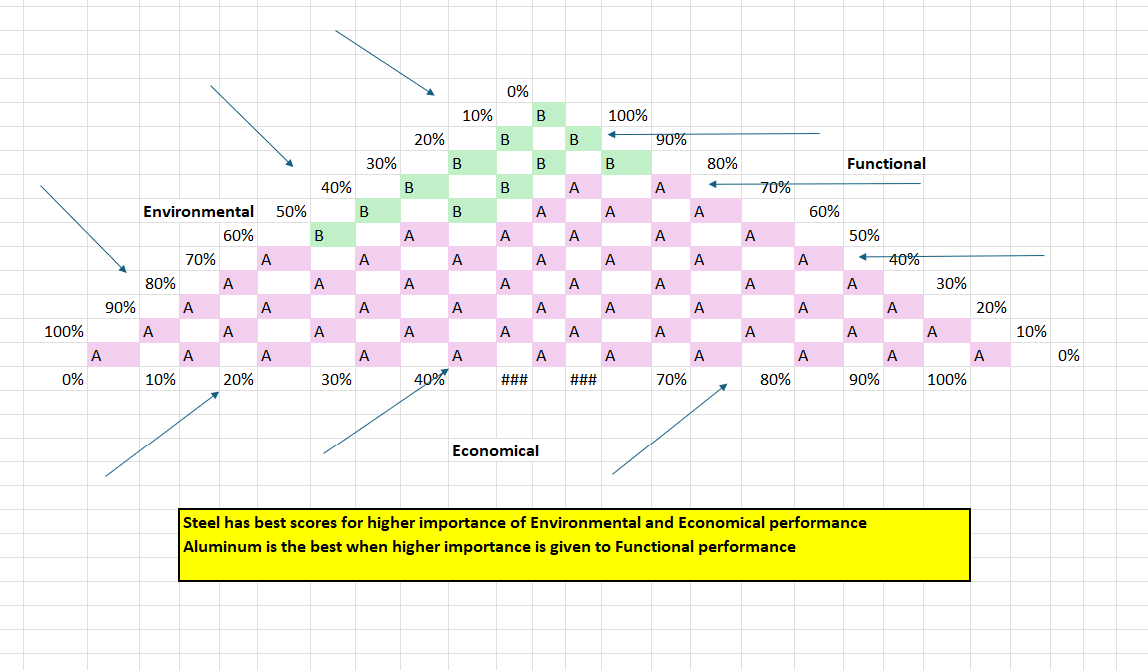 0%
10% B 100%
20% B B 90%
30% B B B 80% Functional
40% B B A A 70%
Environmental 50% B B A A A 60%
60% B A A A A A 50%
70% A A A A A A A 40%
80% A A A A A A A A 30%
90% A A A A A A A A A 20%
100% A A A A A A A A A A 10%
A A A A A A A A A A A 0%
0% 10% 20% 30% 40% ### ### 70% 80% 90% 100%
Economical
Steel has best scores for higher importance of Environmental and Economical performance
Aluminum is the best when higher importance is given to Functional performance